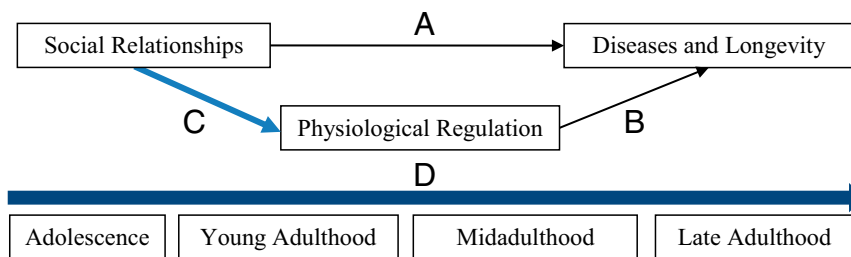 A
Social Relationships
Diseases and Longevity
C
Physiological Regulation
B
D
Adolescence
Young Adulthood
Midadulthood
Late Adulthood